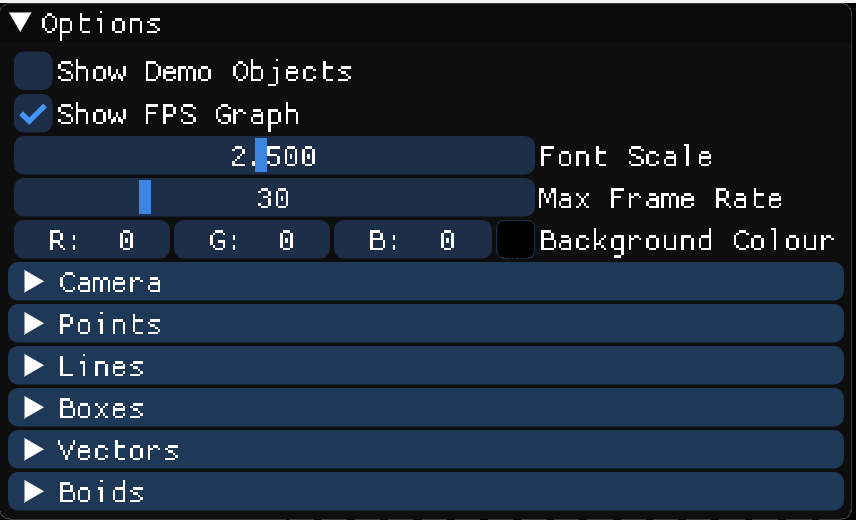 Options
Show Demo Objects
Show FPS Graph
2.500 Font Scale
30 Max Frame Rate
R: 0 G: 0 B: 0 Background Colour
Camera
Points
Lines
Boxes
Vectors
Boids